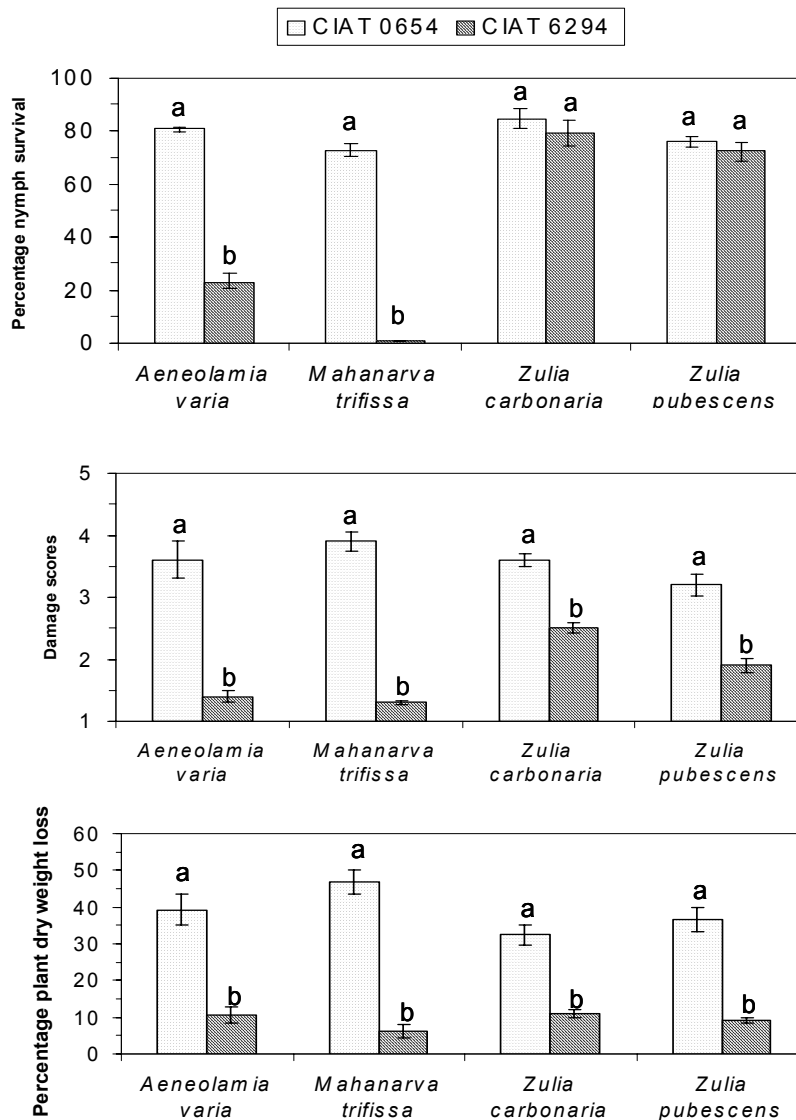 CIAT 0654 CIAT 6294
Percentage nymph survival
100
80
60
40
20
0
a
b
a
b
a
a
a
a
Aeneolamia varia
Mahanarva trifissa
Zulia carbonaria
Zulia pubescens
Damage scores
5
4
3
2
1
a
b
a
b
a
b
a
b
Aeneolamia varia
Mahanarva trifissa
Zulia carbonaria
Zulia pubescens
Percentage plant dry weight loss
60
50
40
30
20
10
0
a
b
a
b
a
b
a
b
Aeneolamia varia
Mahanarva trifissa
Zulia carbonaria
Zulia pubescens